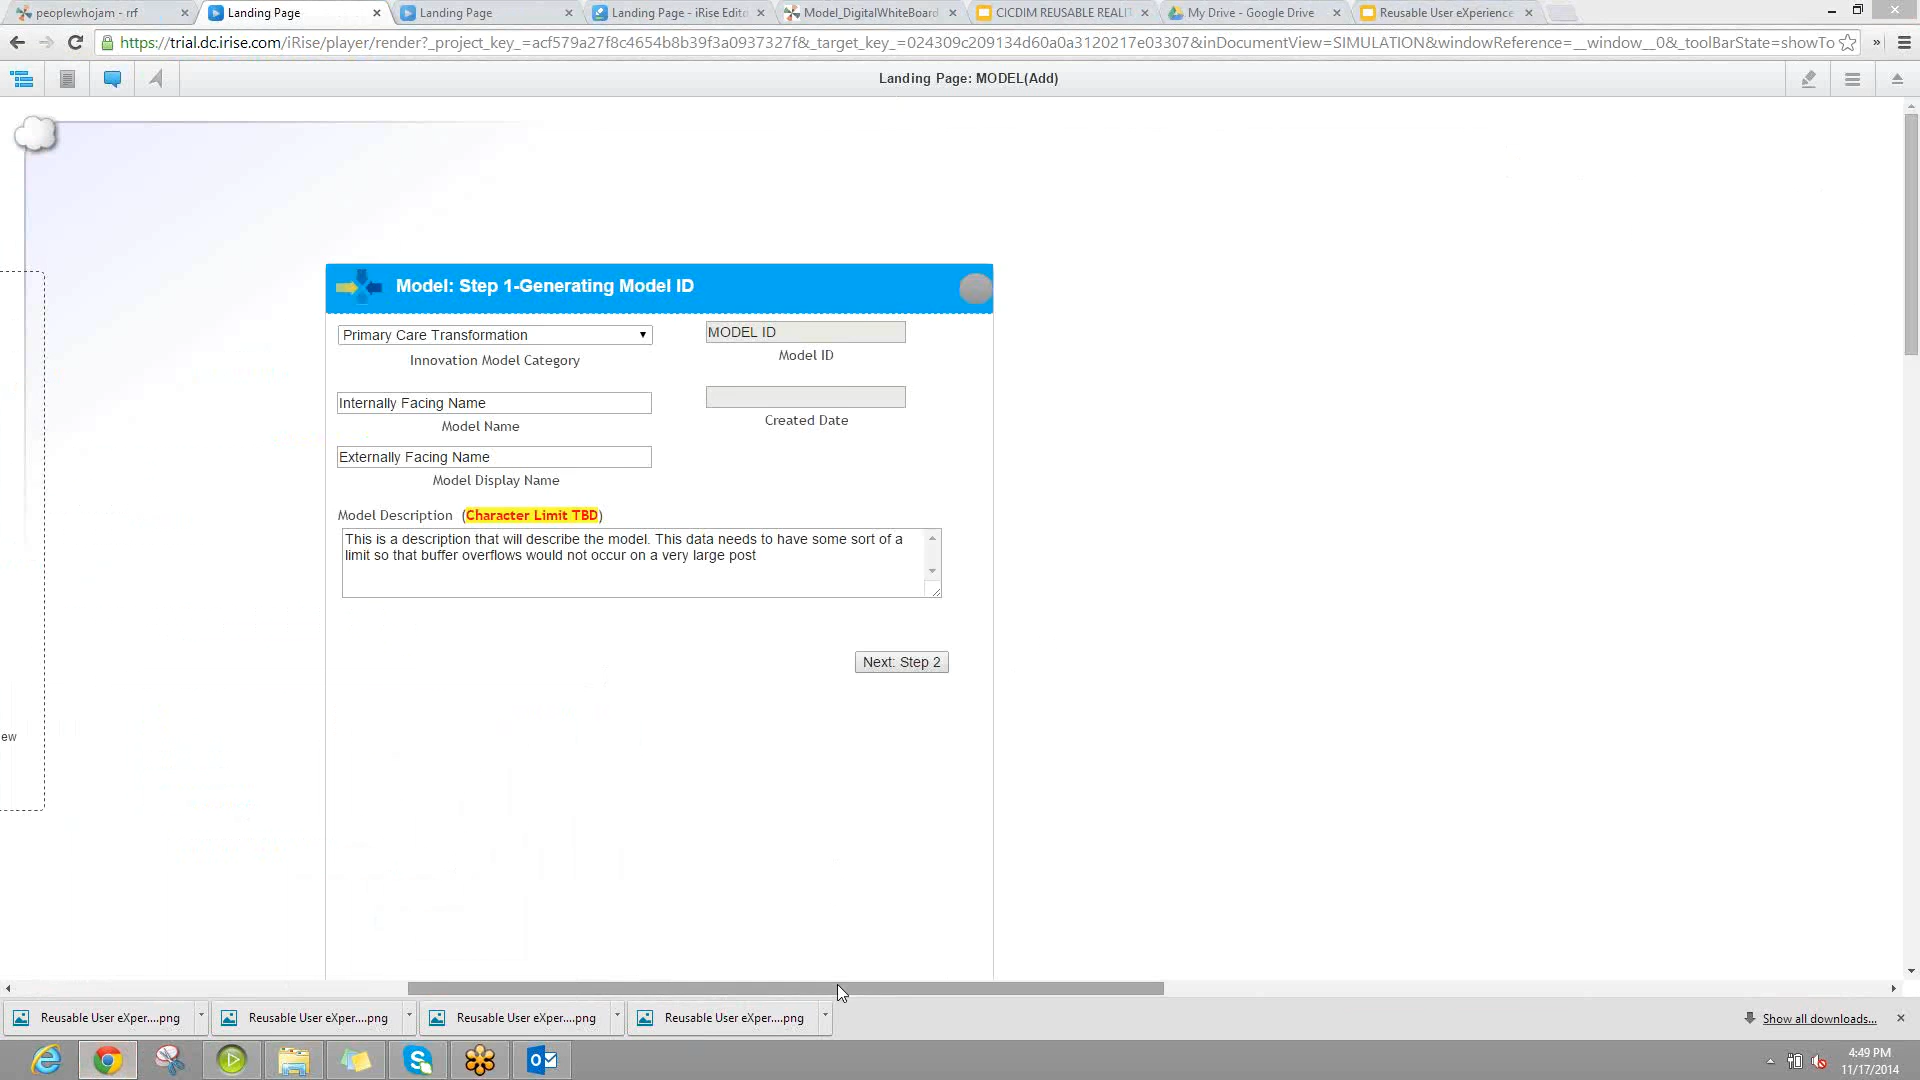 peoplewhojam - rrf
Landing Page
Landing Page
Landing Page - iRise Edito
Model_DigitalWhiteBoard
CICDIM REUSABLE REALIT
My Drive - Google Drive
Reusable User eXperience
https://trial.dc.irise.com/iRise/player/render?_project_key_=acf579a27f8c4654b8b39f3a0937327f&_target_key_=024309c209134d60a0a3120217e03307&inDocumentView=SIMULATION&windowReference=__window__0&_toolBarState=showTo
Landing Page: MODEL(Add)
Model: Step 1-Generating Model ID
Primary Care Transformation
MODEL ID
Innovation Model Category
Model ID
Internally Facing Name
Model Name
Created Date
Externally Facing Name
Model Display Name
Model Description (Character Limit TBD)
This is a description that will describe the model. This data needs to have some sort of a
limit so that buffer overflows would not occur on a very large post
Next: Step 2
ew
Reusable User eXper....png
Reusable User eXper....png
Reusable User eXper....png
Reusable User eXper....png
Show all downloads...
4:49 PM
11/17/2014